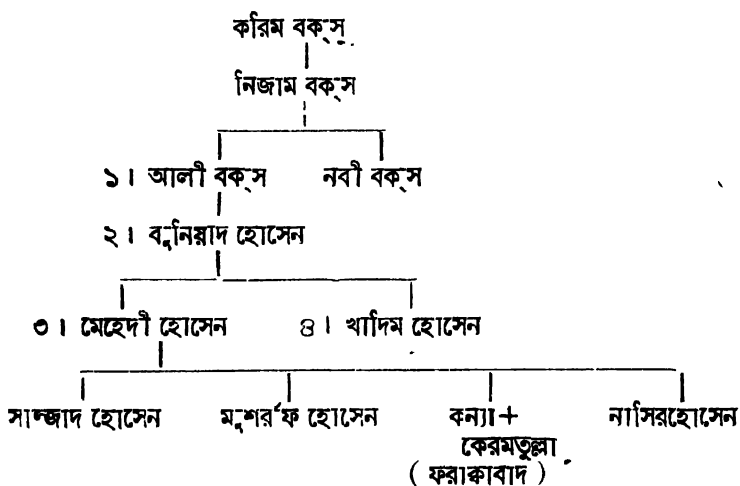 করিম বক্‌স্
নিজাম বক্‌স
১। আলী বক্‌স নবী বক্‌স
২। বুনিয়াদ হোসেন
৩। মেহেদী হোসেন ৪। খাদিম হোসেন
সাজ্জাদ হোসেন মুশর্‌রফ হোসেন কন্যা + নাসিরহোসেন
কেরমতুল্লা
( ফরাক্কাবাদ )